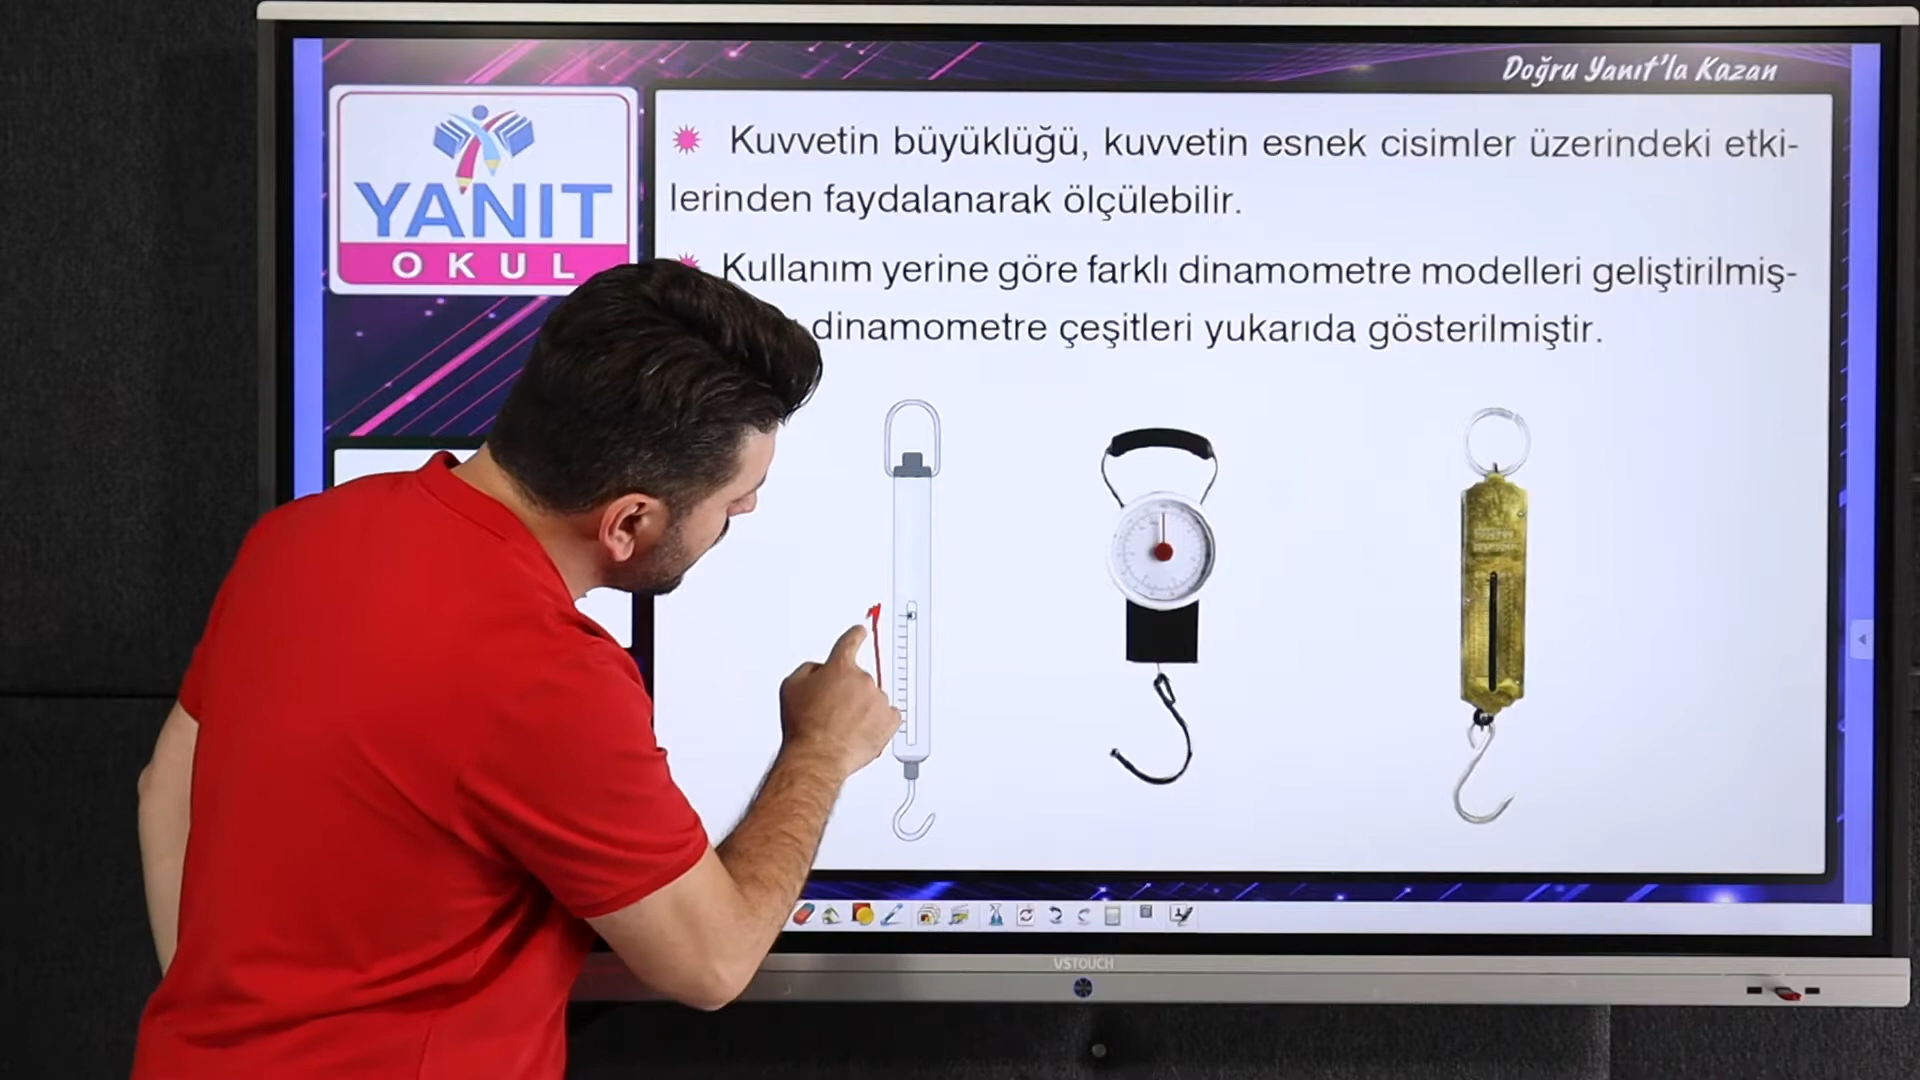 Doğru Yanıt'la Kazan
YANIT
OKUL
Kuvvetin büyüklüğü, kuvvetin esnek cisimler üzerindeki etki-
lerinden faydalanarak ölçülebilir.
Kullanım yerine göre farklı dinamometre modelleri geliştirilmiş-
dinamometre çeşitleri yukarıda gösterilmiştir.
VSTOUCH